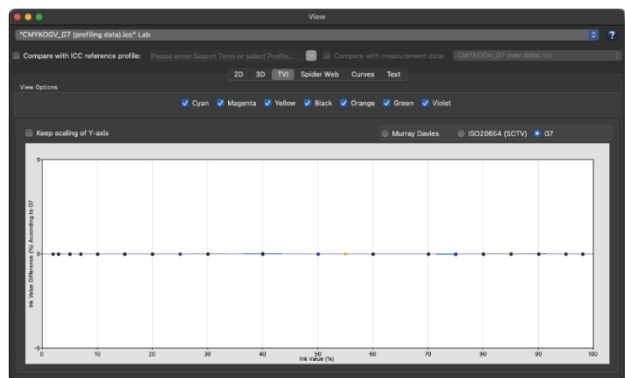 View
"CMYKOGV_G7 (profiling data).icc" Lab
?
Compare with ICC reference profile: Please enter Search Term or select Profile... Compare with measurement data: CMYKOGV_G7 (raw data).icc
2D 3D TVI Spider Web Curves Text
View Options
Cyan Magenta Yellow Black Orange Green Violet
Keep scaling of Y-axis Murray Davies ISO20654 (SCTV) G7
Ink Value Difference (%) According to G7
5
0
-5
0 10 20 30 40 50 60 70 80 90 100
Ink Value (%)